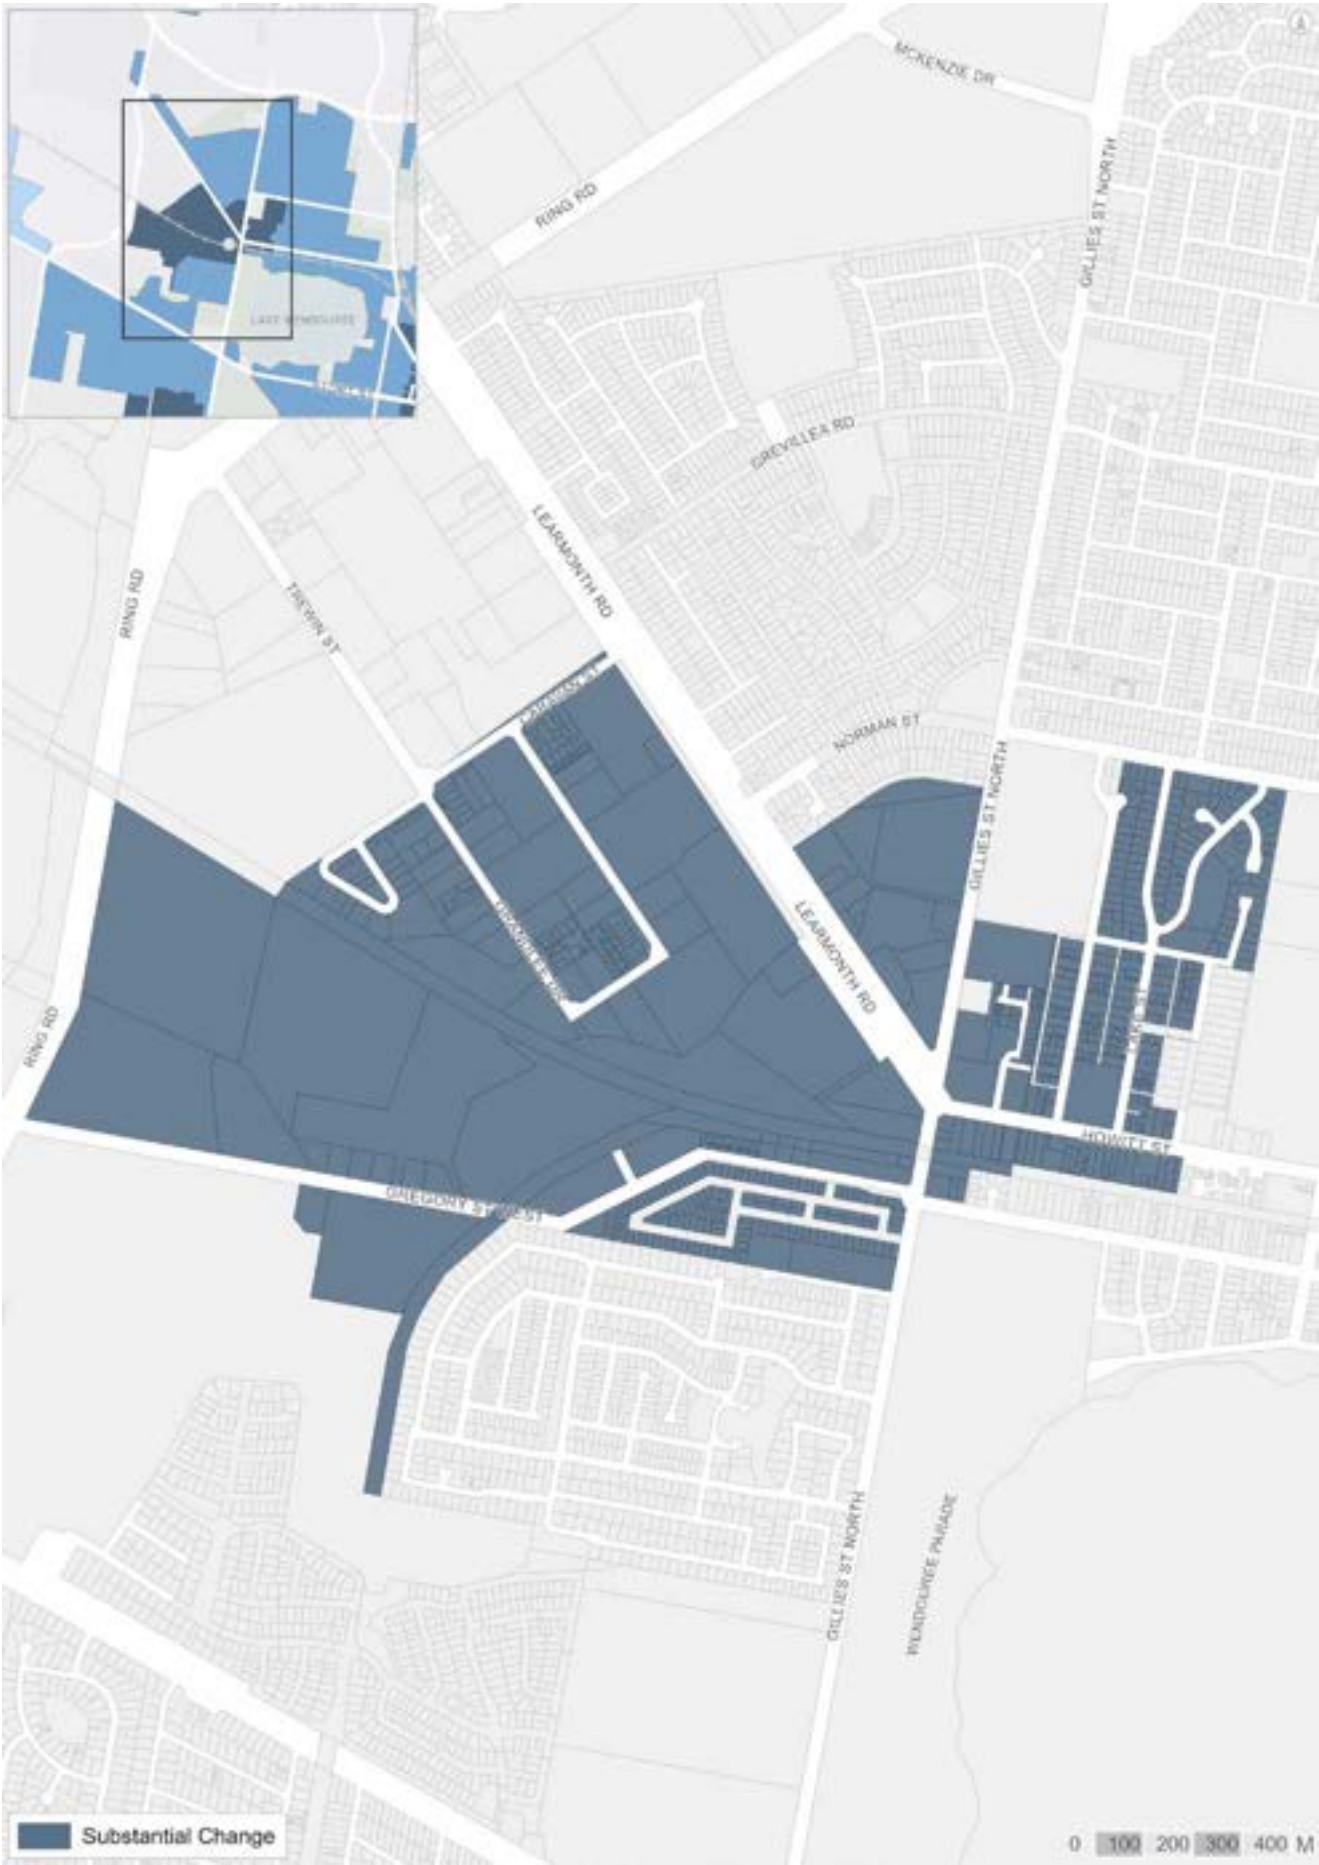 MCKENZIE DR
RING RD
GILLIES ST NORTH
LAKE WENDOUREE
GREVILLEA RD
LEARMONTH RD
RING RD
TREWIN ST
NORMAN ST
GILLIES ST NORTH
LEARMONTH RD
RING RD
HOWITT ST
GREGORY ST WEST
GILLIES ST NORTH
WENDOUREE PARADE
Substantial Change
0 100 200 300 400 M